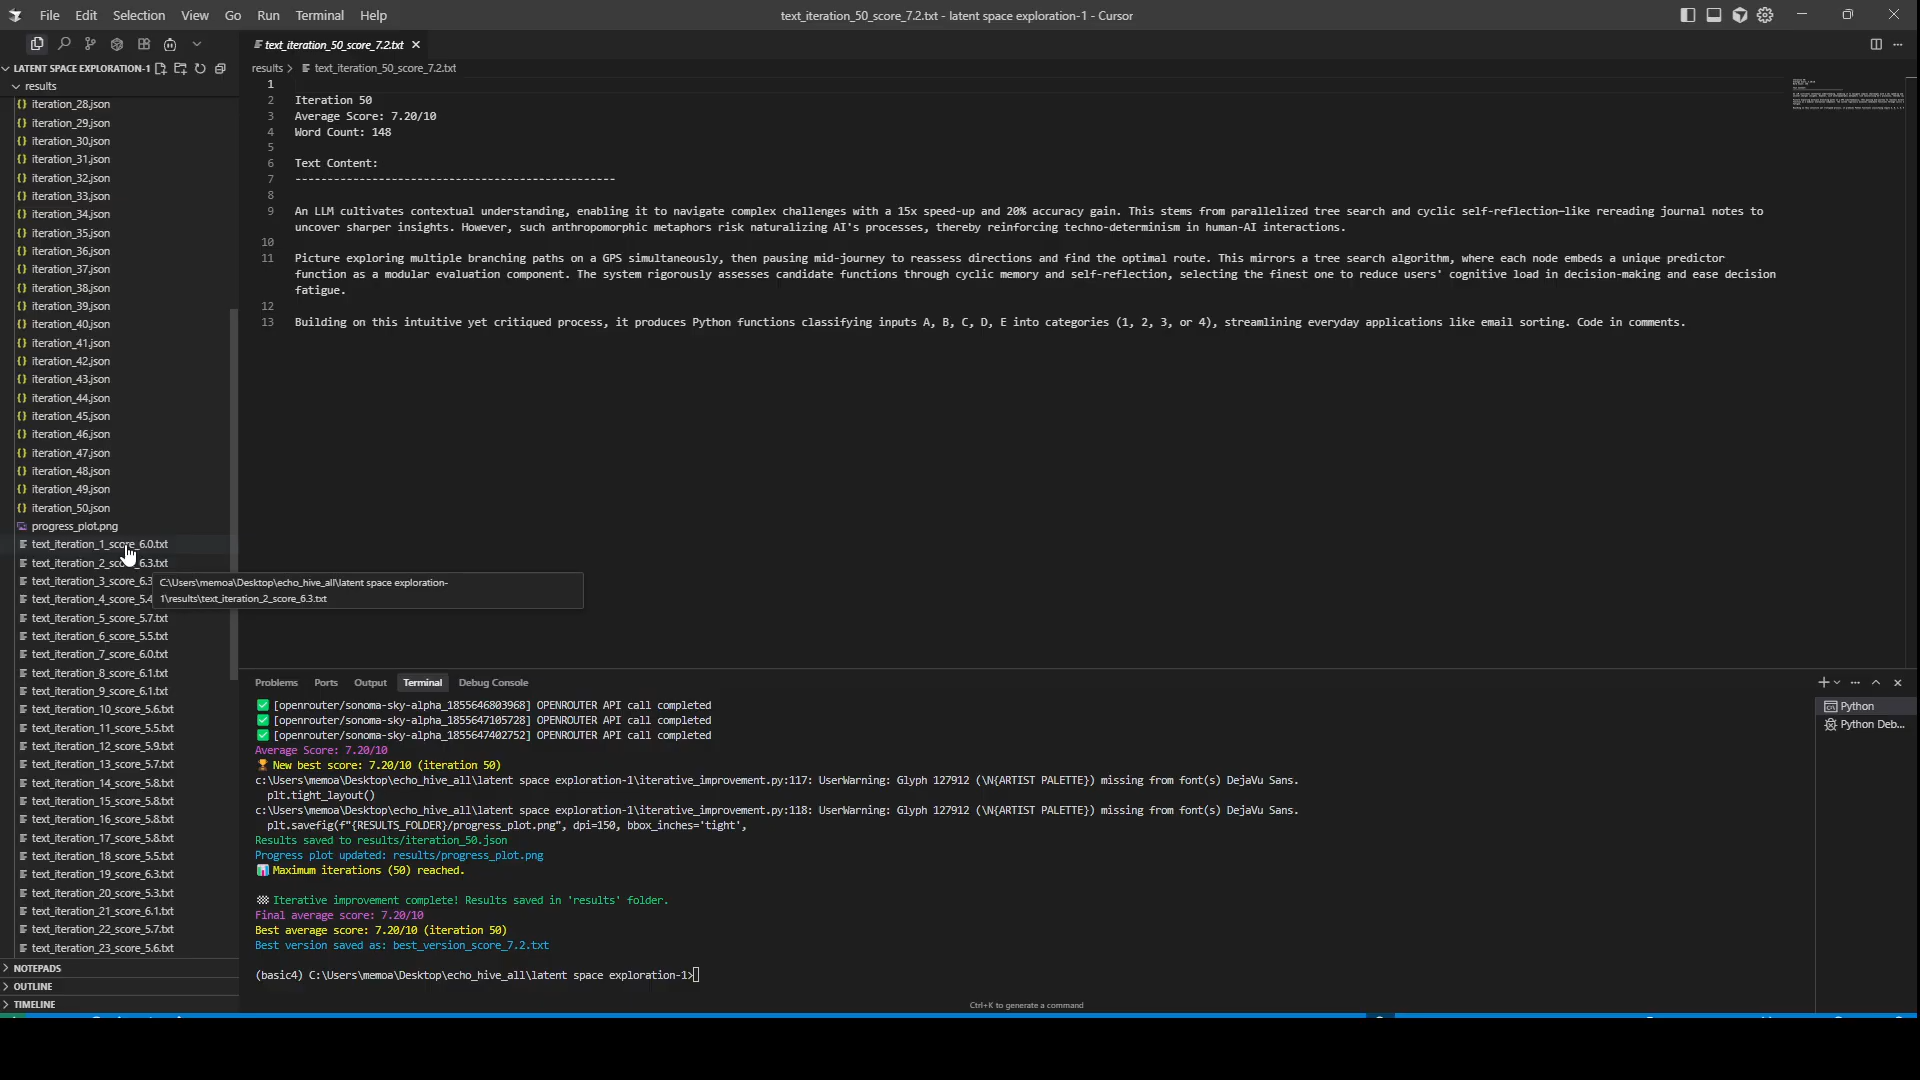 File Edit Selection View Go Run Terminal Help
text_iteration_50_score_7.2.txt - latent space exploration-1 - Cursor
text_iteration_50_score_7.2.txt
LATENT SPACE EXPLORATION-1
results > text_iteration_50_score_7.2.txt
results
iteration_28.json
iteration_29.json
iteration_30.json
iteration_31.json
iteration_32.json
iteration_33.json
iteration_34.json
iteration_35.json
iteration_36.json
iteration_37.json
iteration_38.json
iteration_39.json
iteration_40.json
iteration_41.json
iteration_42.json
iteration_43.json
iteration_44.json
iteration_45.json
iteration_46.json
iteration_47.json
iteration_48.json
iteration_49.json
iteration_50.json
progress_plot.png
text_iteration_1_score_6.0.txt
text_iteration_2_score_6.3.txt
text_iteration_3_score_6.3
text_iteration_4_score_5.4
text_iteration_5_score_5.7.txt
text_iteration_6_score_5.5.txt
text_iteration_7_score_6.0.txt
text_iteration_8_score_6.1.txt
text_iteration_9_score_6.1.txt
text_iteration_10_score_5.6.txt
text_iteration_11_score_5.5.txt
text_iteration_12_score_5.9.txt
text_iteration_13_score_5.7.txt
text_iteration_14_score_5.8.txt
text_iteration_15_score_5.8.txt
text_iteration_16_score_5.8.txt
text_iteration_17_score_5.8.txt
text_iteration_18_score_5.5.txt
text_iteration_19_score_6.3.txt
text_iteration_20_score_5.3.txt
text_iteration_21_score_6.1.txt
text_iteration_22_score_5.7.txt
text_iteration_23_score_5.6.txt
NOTEPADS
OUTLINE
TIMELINE
C:\Users\memoa\Desktop\echo_hive_all\latent space exploration-
1\results\text_iteration_2_score_6.3.txt
1
2 Iteration 50
3 Average Score: 7.20/10
4 Word Count: 148
5
6 Text Content:
7 --------------------------------------------------
8
9 An LLM cultivates contextual understanding, enabling it to navigate complex challenges with a 15x speed-up and 20% accuracy gain. This stems from parallelized tree search and cyclic self-reflection—like rereading journal notes to
uncover sharper insights. However, such anthropomorphic metaphors risk naturalizing AI's processes, thereby reinforcing techno-determinism in human-AI interactions.
10
11 Picture exploring multiple branching paths on a GPS simultaneously, then pausing mid-journey to reassess directions and find the optimal route. This mirrors a tree search algorithm, where each node embeds a unique predictor
function as a modular evaluation component. The system rigorously assesses candidate functions through cyclic memory and self-reflection, selecting the finest one to reduce users' cognitive load in decision-making and ease decision
fatigue.
12
13 Building on this intuitive yet critiqued process, it produces Python functions classifying inputs A, B, C, D, E into categories (1, 2, 3, or 4), streamlining everyday applications like email sorting. Code in comments.
Problems Ports Output Terminal Debug Console
[openrouter/sonoma-sky-alpha_1855646803968] OPENROUTER API call completed
[openrouter/sonoma-sky-alpha_1855647105728] OPENROUTER API call completed
[openrouter/sonoma-sky-alpha_1855647402752] OPENROUTER API call completed
Average Score: 7.20/10
New best score: 7.20/10 (iteration 50)
c:\Users\memoa\Desktop\echo_hive_all\latent space exploration-1\iterative_improvement.py:117: UserWarning: Glyph 127912 (\N{ARTIST PALETTE}) missing from font(s) DejaVu Sans.
plt.tight_layout()
c:\Users\memoa\Desktop\echo_hive_all\latent space exploration-1\iterative_improvement.py:118: UserWarning: Glyph 127912 (\N{ARTIST PALETTE}) missing from font(s) DejaVu Sans.
plt.savefig(f"{RESULTS_FOLDER}/progress_plot.png", dpi=150, bbox_inches='tight',
Results saved to results/iteration_50.json
Progress plot updated: results/progress_plot.png
Maximum iterations (50) reached.
Iterative improvement complete! Results saved in 'results' folder.
Final average score: 7.20/10
Best average score: 7.20/10 (iteration 50)
Best version saved as: best_version_score_7.2.txt
(basic4) C:\Users\memoa\Desktop\echo_hive_all\latent space exploration-1>
Ctrl+K to generate a command
Python
Python Deb...